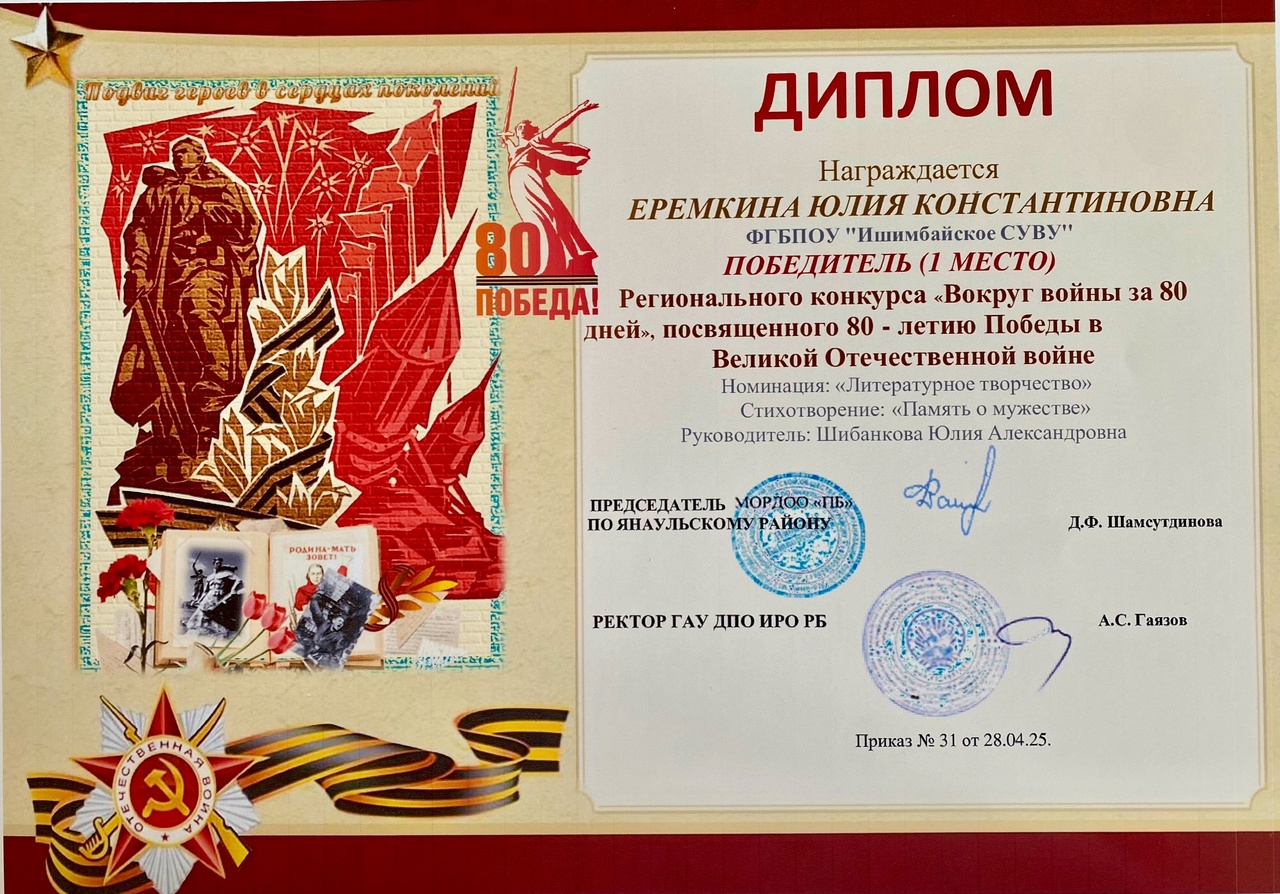 Подвиг героев в сердцах поколений
80
ПОБЕДА!
РОДИНА-МАТЬ
ЗОВЕТ!
ОТЕЧЕСТВЕННАЯ ВОЙНА
ДИПЛОМ
Награждается
ЕРЕМКИНА ЮЛИЯ КОНСТАНТИНОВНА
ФГБПОУ "Ишимбайское СУВУ"
ПОБЕДИТЕЛЬ (1 МЕСТО)
Регионального конкурса «Вокруг войны за 80
дней», посвященного 80 - летию Победы в
Великой Отечественной войне
Номинация: «Литературное творчество»
Стихотворение: «Память о мужестве»
Руководитель: Шибанкова Юлия Александровна
ПРЕДСЕДАТЕЛЬ МОРДОО «ПБ»
ПО ЯНАУЛЬСКОМУ РАЙОНУ
Д.Ф. Шамсутдинова
РЕКТОР ГАУ ДПО ИРО РБ
А.С. Гаязов
Приказ № 31 от 28.04.25.